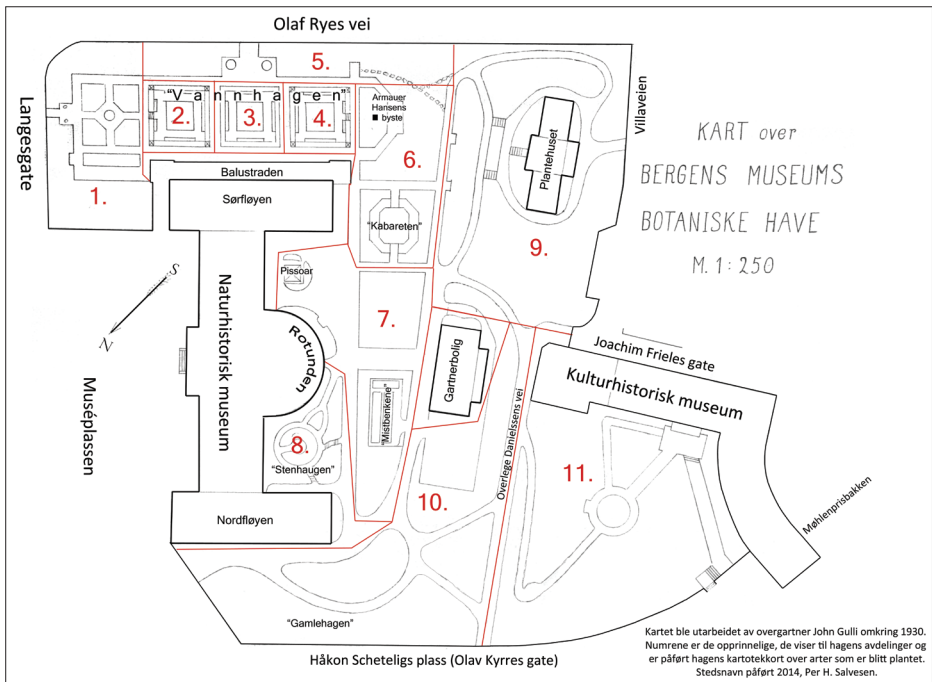 Olaf Ryes vei
Langesgate
5.
"Vannhagen"
2.
3.
4.
Armauer
Hansens
■ byste
6.
1.
Balustraden
Sørfløyen
"Kabareten"
Plantehuset
Villaveien
9.
KART over
BERGENS MUSEUMS
BOTANISKE HAVE
M. 1:250
S
N
Pissoar
Naturhistorisk museum
Rotunden
7.
Muséplassen
Gartnerbolig
"Mistbenkene"
8.
"Stenhaugen"
Nordfløyen
10.
Overlege Danielssens vei
Joachim Frieles gate
Kulturhistorisk museum
11.
Møhlenprisbakken
"Gamlehagen"
Håkon Scheteligs plass (Olav Kyrres gate)
Kartet ble utarbeidet av overgartner John Gulli omkring 1930.
Numrene er de opprinnelige, de viser til hagens avdelinger og
er påført hagens kartotekkort over arter som er blitt plantet.
Stedsnavn påført 2014, Per H. Salvesen.